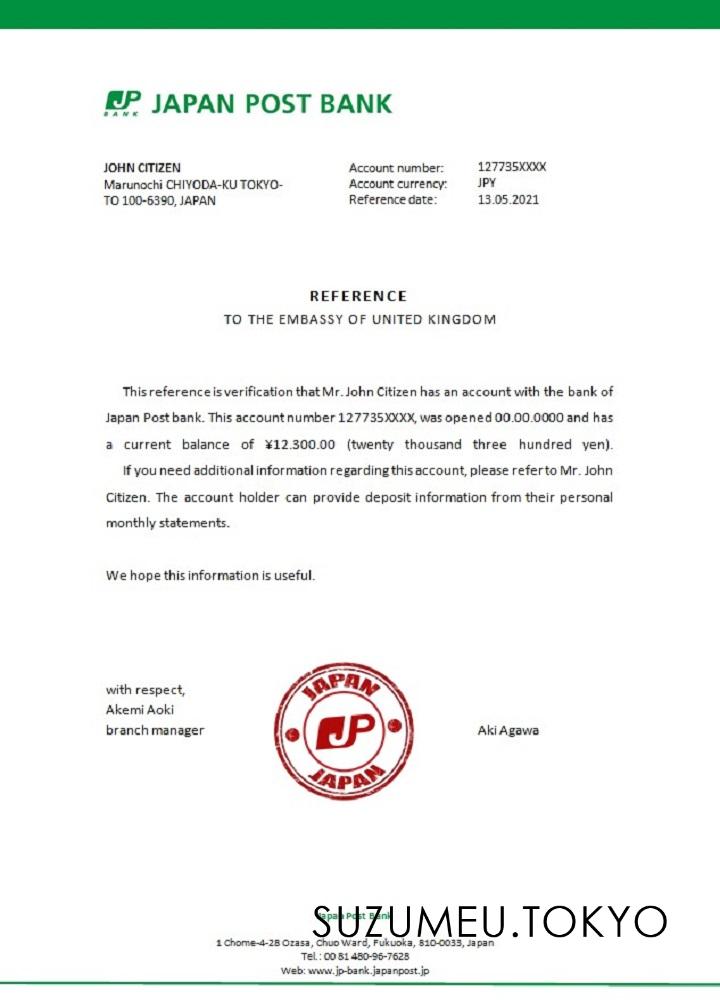 JP
BANK
JAPAN POST BANK
JOHN CITIZEN
Marunochi CHIYODA-KU TOKYO-
TO 100-6390, JAPAN
Account number: 127735XXXX
Account currency: JPY
Reference date: 13.05.2021
REFERENCE
TO THE EMBASSY OF UNITED KINGDOM
This reference is verification that Mr. John Citizen has an account with the bank of
Japan Post bank. This account number 127735XXXX, was opened 00.00.0000 and has
a current balance of ¥12.300.00 (twenty thousand three hundred yen).
If you need additional information regarding this account, please refer to Mr. John
Citizen. The account holder can provide deposit information from their personal
monthly statements.
We hope this information is useful.
with respect,
Akemi Aoki
branch manager
JAPAN
JP
JAPAN
Aki Agawa
Japan Post Bank
SUZUMEU.TOKYO
1 Chome-4-28 Ozasa, Chuo Ward, Fukuoka, 810-0033, Japan
Tel.: 00 81 480-96-7628
Web: www.jp-bank.japanpost.jp